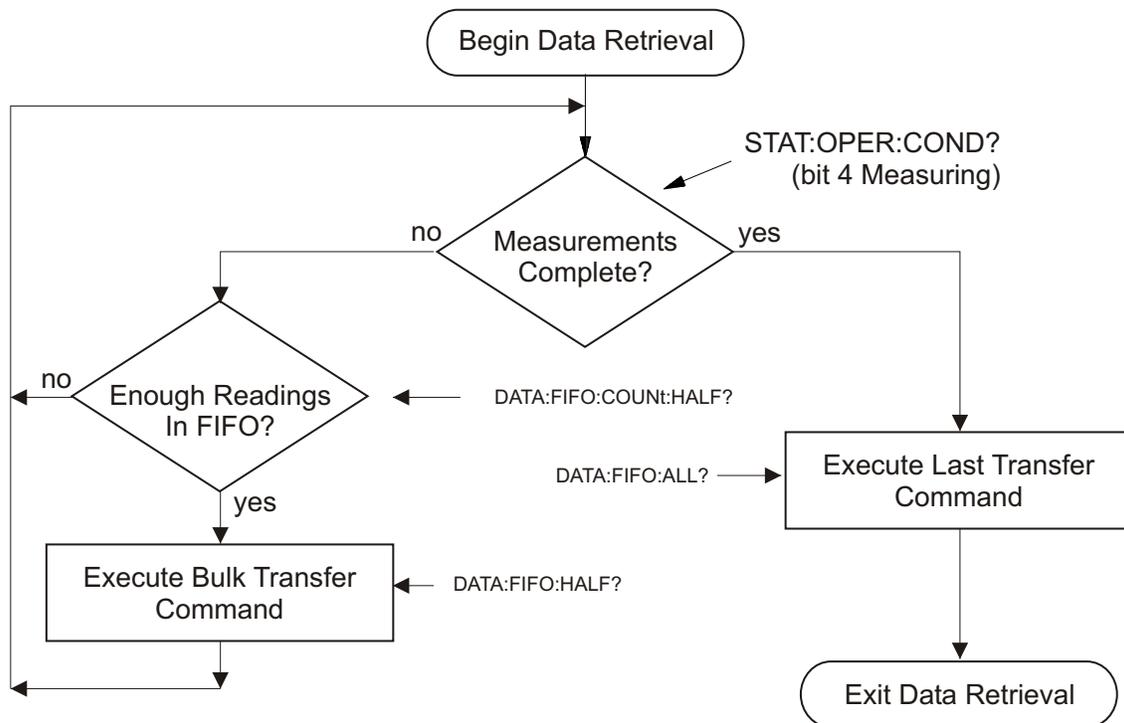 Begin Data Retrieval
STAT:OPER:COND?
(bit 4 Measuring)
no
Measurements
Complete?
yes
no
Enough Readings
In FIFO?
DATA:FIFO:COUNt:HALF?
yes
DATA:FIFO:ALL?
Execute Last Transfer
Command
Execute Bulk Transfer
Command
DATA:FIFO:HALF?
Exit Data Retrieval